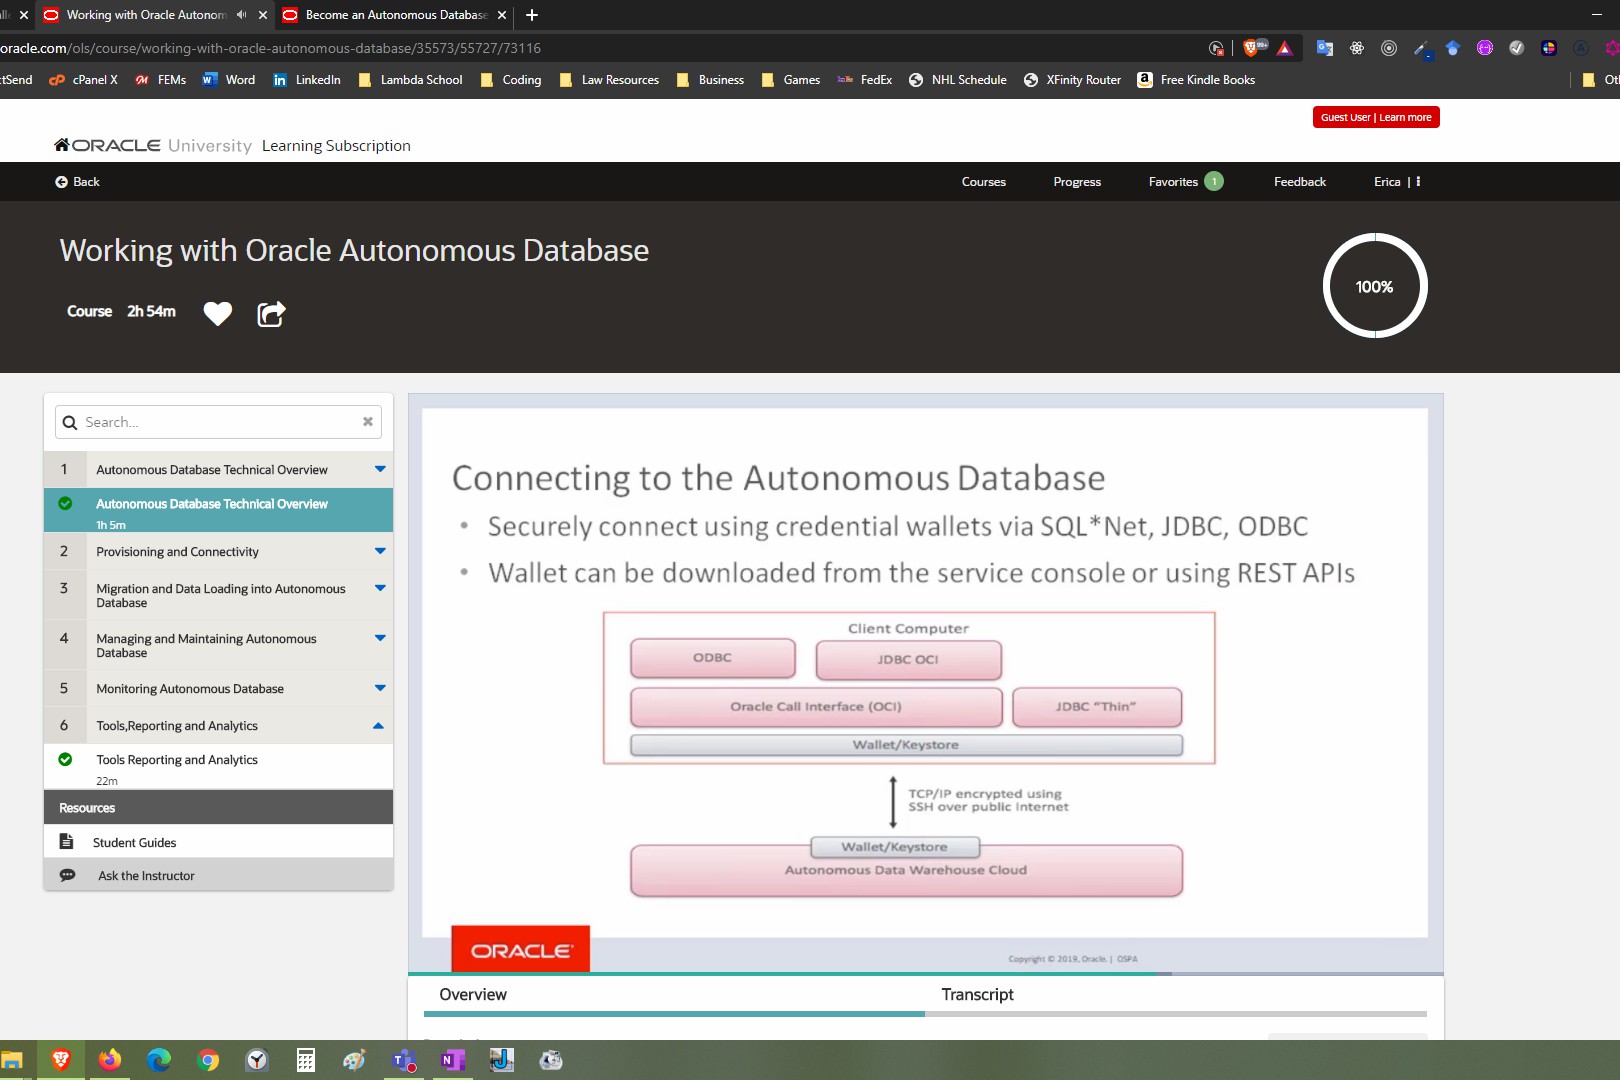 Working with Oracle Autonom
Become an Autonomous Database
oracle.com/ols/course/working-with-oracle-autonomous-database/35573/55727/73116
99+
ctSend
cPanel X
FEMs
Word
LinkedIn
Lambda School
Coding
Law Resources
Business
Games
FedEx
NHL Schedule
XFinity Router
Free Kindle Books
Guest User | Learn more
ORACLE University Learning Subscription
Back
Courses
Progress
Favorites 1
Feedback
Erica |
Working with Oracle Autonomous Database
Course 2h 54m
100%
Search...
1 Autonomous Database Technical Overview
Autonomous Database Technical Overview
1h 5m
2 Provisioning and Connectivity
3 Migration and Data Loading into Autonomous
Database
4 Managing and Maintaining Autonomous
Database
5 Monitoring Autonomous Database
6 Tools,Reporting and Analytics
Tools Reporting and Analytics
22m
Resources
Student Guides
Ask the Instructor
Connecting to the Autonomous Database
• Securely connect using credential wallets via SQL*Net, JDBC, ODBC
• Wallet can be downloaded from the service console or using REST APIs
Client Computer
ODBC
JDBC OCI
Oracle Call Interface (OCI)
JDBC "Thin"
Wallet/Keystore
TCP/IP encrypted using
SSH over public Internet
Wallet/Keystore
Autonomous Data Warehouse Cloud
ORACLE
Copyright © 2019, Oracle. | OSPA
Overview
Transcript